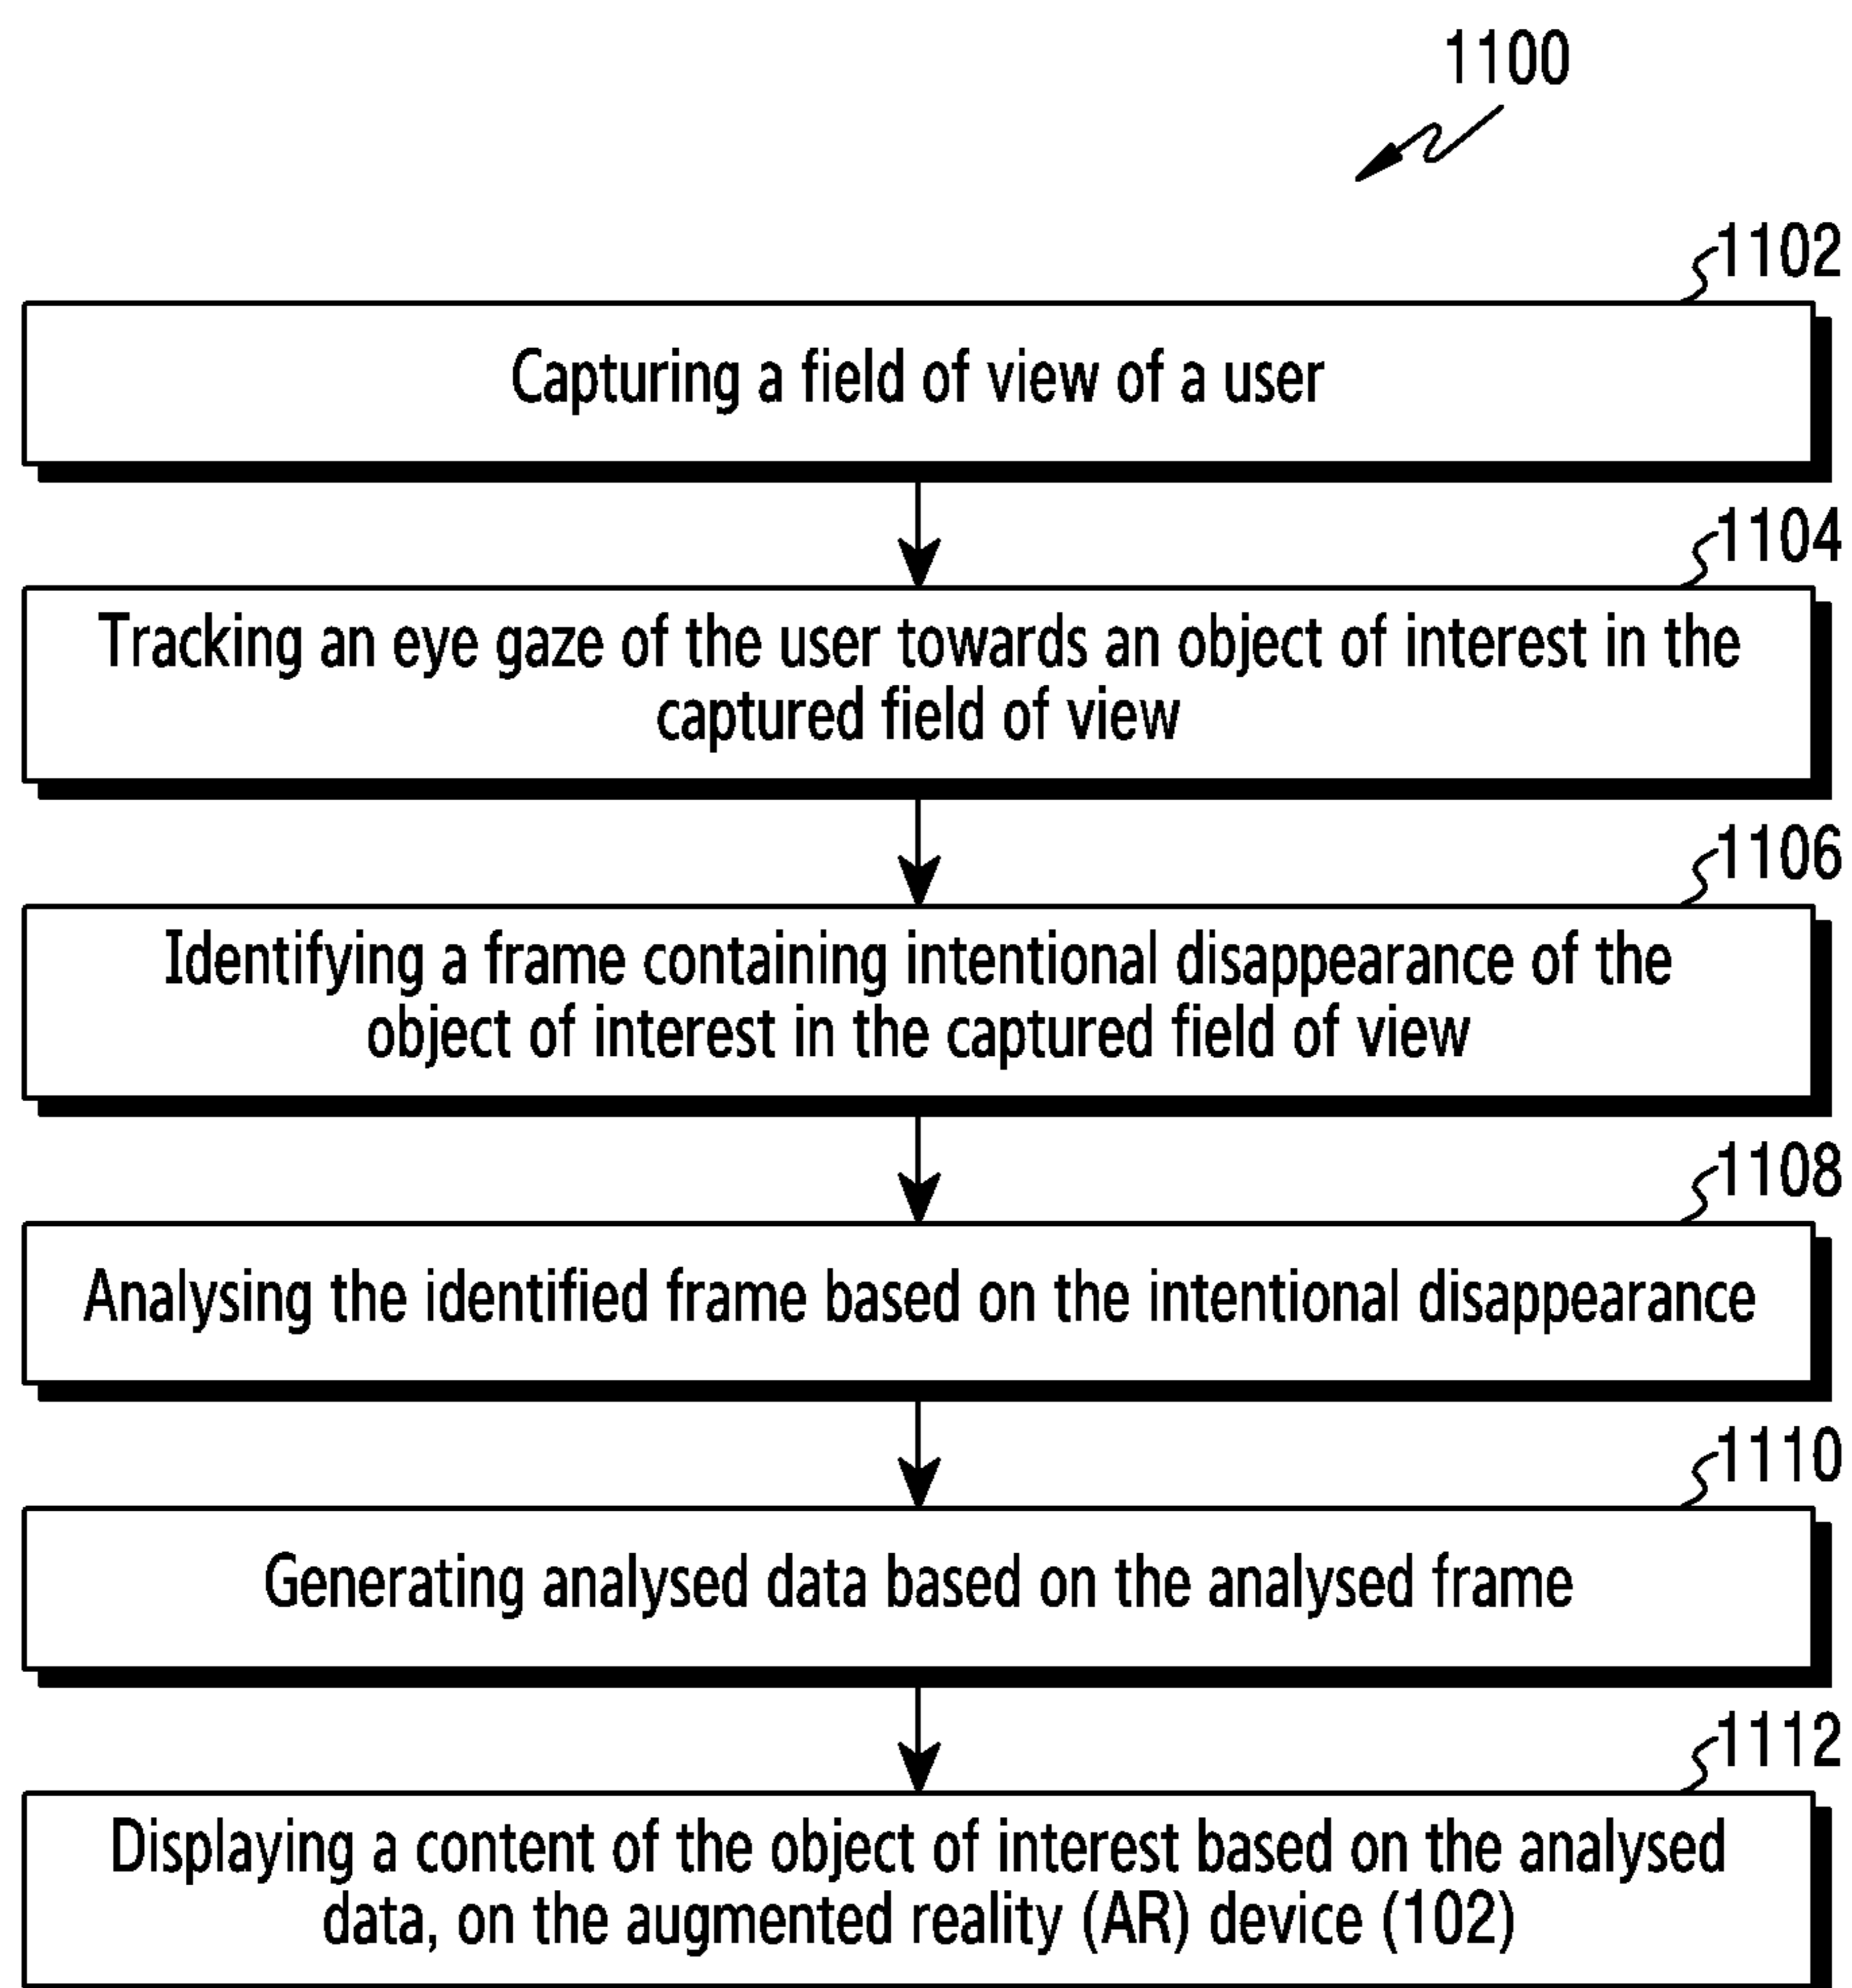 1100
1102
Capturing a field of view of a user
1104
Tracking an eye gaze of the user towards an object of interest in the
captured field of view
1106
Identifying a frame containing intentional disappearance of the
object of interest in the captured field of view
1108
Analysing the identified frame based on the intentional disappearance
1110
Generating analysed data based on the analysed frame
1112
Displaying a content of the object of interest based on the analysed
data, on the augmented reality (AR) device (102)